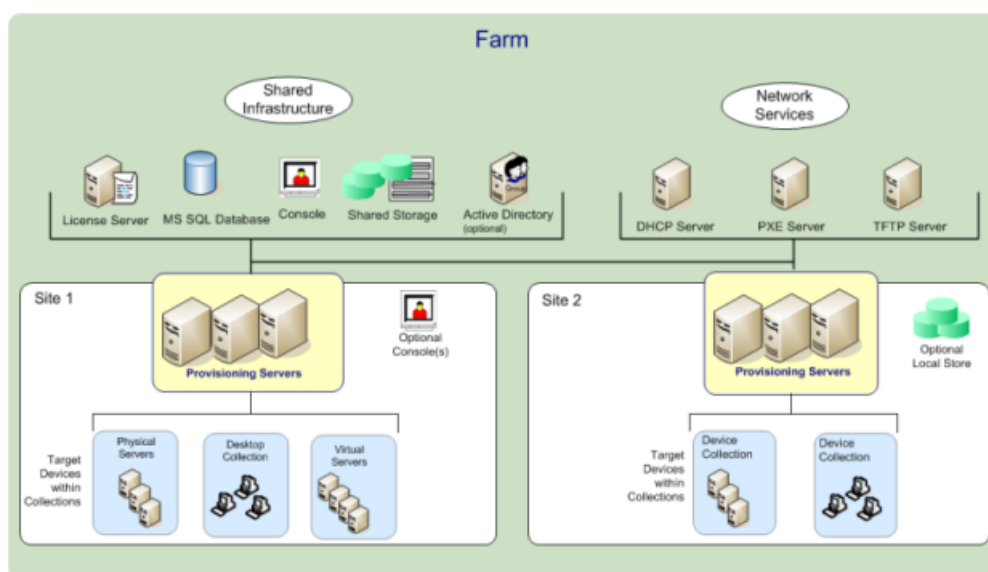 Farm
Shared
Infrastructure
Network
Services
License Server
MS SQL Database
Console
Shared Storage
Group
Active Directory
(optional)
DHCP Server
PXE Server
TFTP Server
Site 1
Provisioning Servers
Optional
Console(s)
Target
Devices
within
Collections
Physical
Servers
Desktop
Collection
Virtual
Servers
Site 2
Provisioning Servers
Optional
Local Store
Target
Devices
within
Collections
Device
Collection
Device
Collection